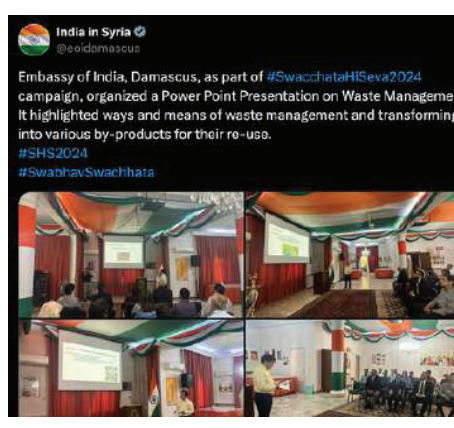 India in Syria
@eoidamascus
Embassy of India, Damascus, as part of #SwacchataHiSeva2024
campaign, organized a Power Point Presentation on Waste Manageme
It highlighted ways and means of waste management and transforming
into various by-products for their re-use.
#SHS2024
#SwabhavSwachhata